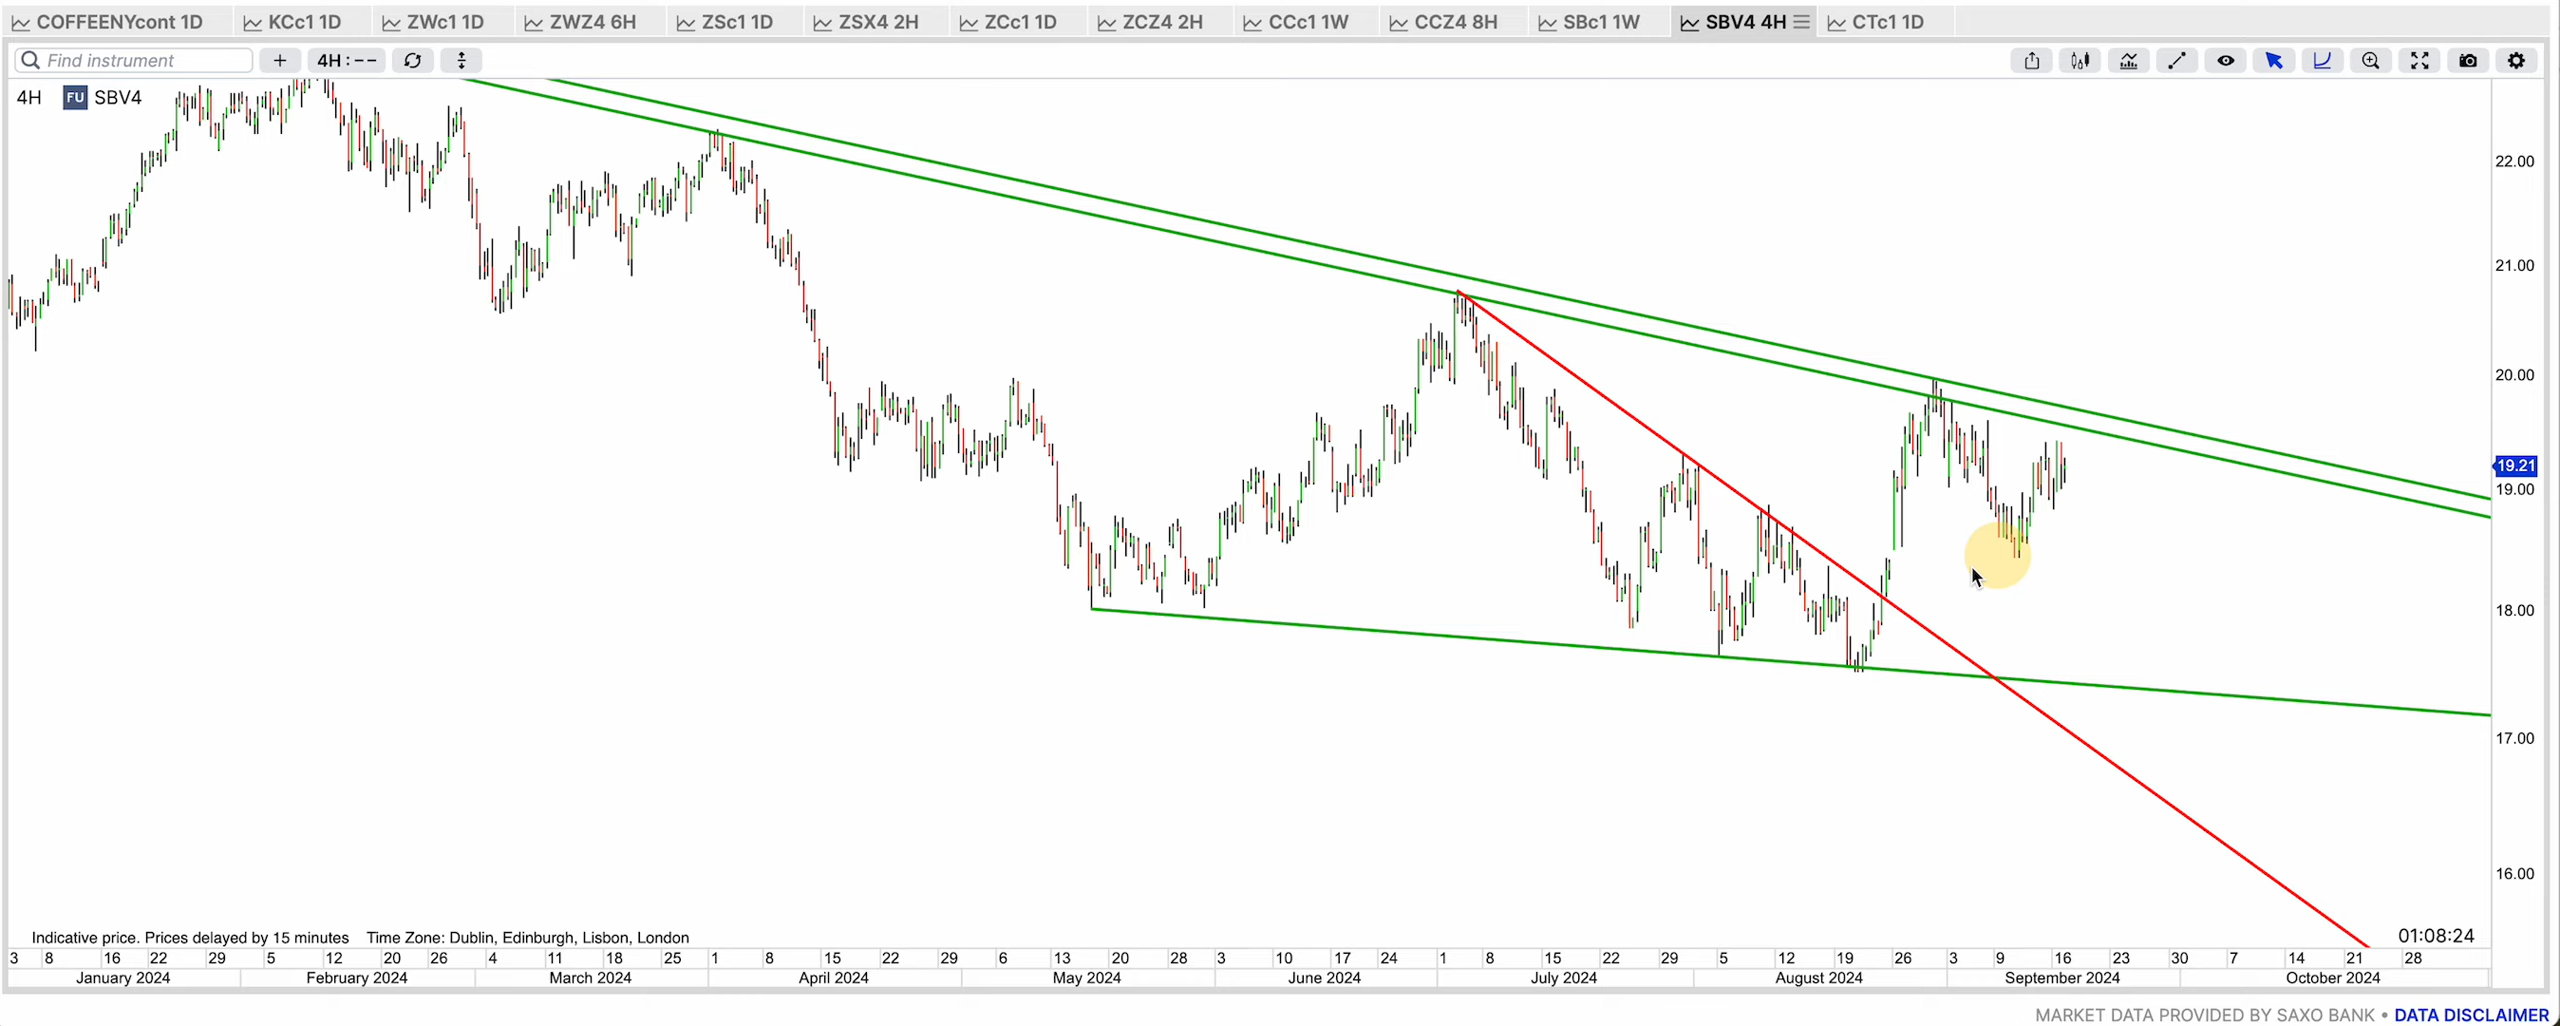 COFFEENYcont 1D KCc1 1D ZWc1 1D ZWZ4 6H ZSc1 1D ZSX4 2H ZCc1 1D ZCZ4 2H CCc1 1W CCZ4 8H SBc1 1W SBV4 4H CTc1 1D
Find instrument + 4H : --
4H FU SBV4
22.00
21.00
20.00
19.21
19.00
18.00
17.00
16.00
Indicative price. Prices delayed by 15 minutes Time Zone: Dublin, Edinburgh, Lisbon, London 01:08:24
3 8 16 22 29 5 12 20 26 4 11 18 25 1 8 15 22 29 6 13 20 28 3 10 17 24 1 8 15 22 29 5 12 19 26 3 9 16 23 30 7 14 21 28
January 2024 February 2024 March 2024 April 2024 May 2024 June 2024 July 2024 August 2024 September 2024 October 2024
MARKET DATA PROVIDED BY SAXO BANK • DATA DISCLAIMER